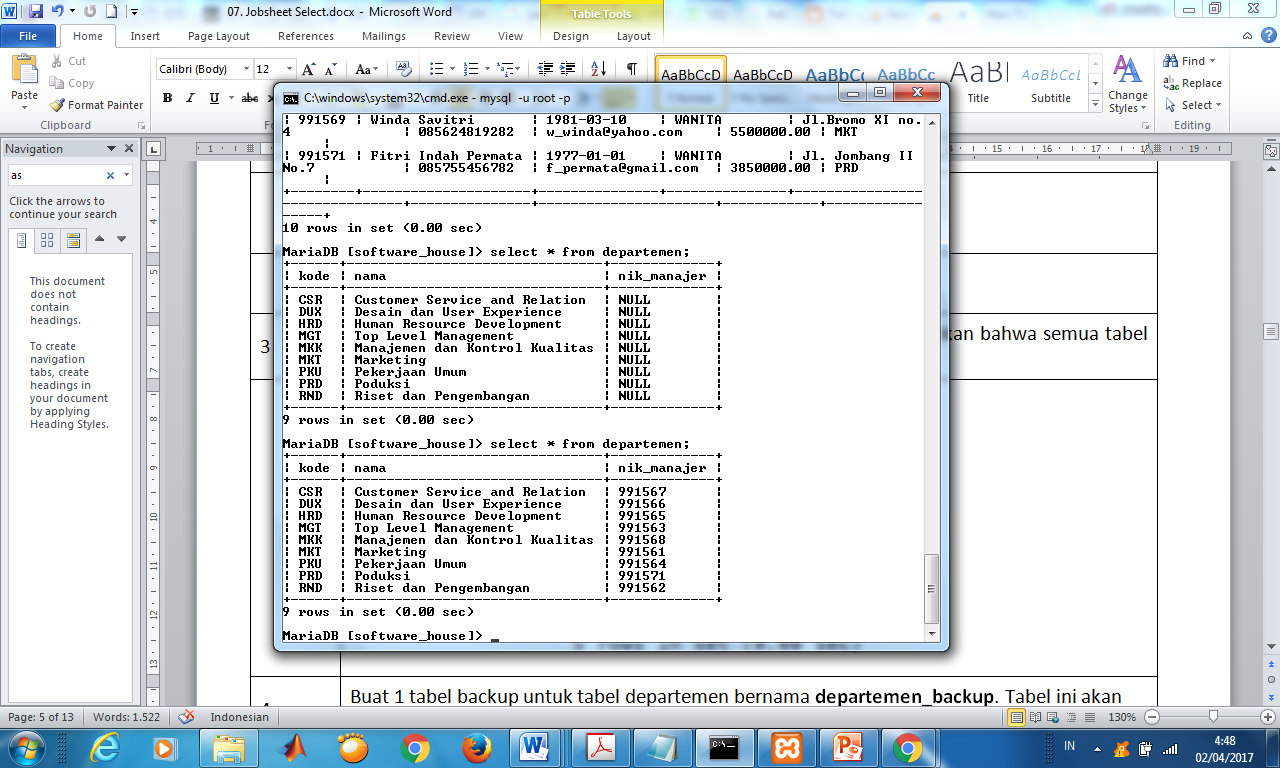 07. Jobsheet Select.docx - Microsoft Word
Table Tools
File Home Insert Page Layout References Mailings Review View Design Layout
Paste
Cut
Copy
Format Painter
Clipboard
Calibri (Body) 12
B I U abc
AaBbCcD AaBbCcD AaBbCc AaBbCc AaBb AaBbCcL
Title
Subtitle
Change
Styles
Find
Replace
Select
Editing
Navigation
as
Click the arrows to
continue your search
This document
does not
contain
headings.
To create
navigation
tabs, create
headings in
your document
by applying
Heading Styles.
C:\windows\system32\cmd.exe - mysql -u root -p
| 991569 | Winda Savitri | 1981-03-10 | WANITA | Jl.Bromo XI no.
4 | 085624819282 | w_winda@yahoo.com | 5500000.00 | MKT
|
| 991571 | Fitri Indah Permata | 1977-01-01 | WANITA | Jl. Jombang II
No.7 | 085755456782 | f_permata@gmail.com | 3850000.00 | PRD
|
10 rows in set (0.00 sec)
MariaDB [software_house]> select * from departemen;
| kode | nama | nik_manajer |
| CSR | Customer Service and Relation | NULL |
| DUX | Desain dan User Experience | NULL |
| HRD | Human Resource Development | NULL |
| MGT | Top Level Management | NULL |
| MKK | Manajemen dan Kontrol Kualitas | NULL |
| MKT | Marketing | NULL |
| PKU | Pekerjaan Umum | NULL |
| PRD | Poduksi | NULL |
| RND | Riset dan Pengembangan | NULL |
9 rows in set (0.00 sec)
MariaDB [software_house]> select * from departemen;
| kode | nama | nik_manajer |
| CSR | Customer Service and Relation | 991567 |
| DUX | Desain dan User Experience | 991566 |
| HRD | Human Resource Development | 991565 |
| MGT | Top Level Management | 991563 |
| MKK | Manajemen dan Kontrol Kualitas | 991568 |
| MKT | Marketing | 991561 |
| PKU | Pekerjaan Umum | 991564 |
| PRD | Poduksi | 991571 |
| RND | Riset dan Pengembangan | 991562 |
9 rows in set (0.00 sec)
MariaDB [software_house]> _
3
kan bahwa semua tabel
Buat 1 tabel backup untuk tabel departemen bernama departemen_backup. Tabel ini akan
Page: 5 of 13 Words: 1.522 Indonesian 130%
IN
4:48
02/04/2017